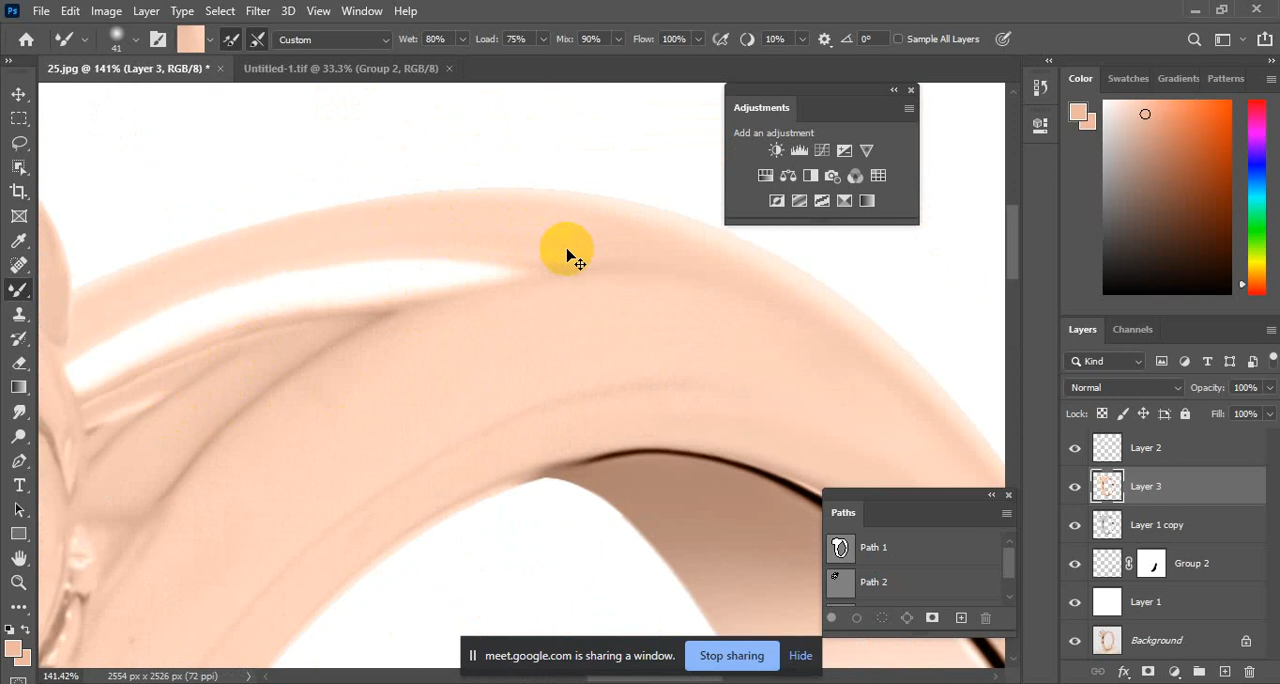 Ps File Edit Image Layer Type Select Filter 3D View Window Help
41 Custom Wet: 80% Load: 75% Mix: 90% Flow: 100% 10% 0° Sample All Layers
25.jpg @ 141% (Layer 3, RGB/8) * × Untitled-1.tif @ 33.3% (Group 2, RGB/8) ×
Adjustments
Add an adjustment
Color Swatches Gradients Patterns
Layers Channels
Kind
Normal Opacity: 100%
Lock: Fill: 100%
Layer 2
Layer 3
Layer 1 copy
Group 2
Layer 1
Background
Paths
Path 1
Path 2
meet.google.com is sharing a window. Stop sharing Hide
141.42% 2554 px x 2526 px (72 ppi)